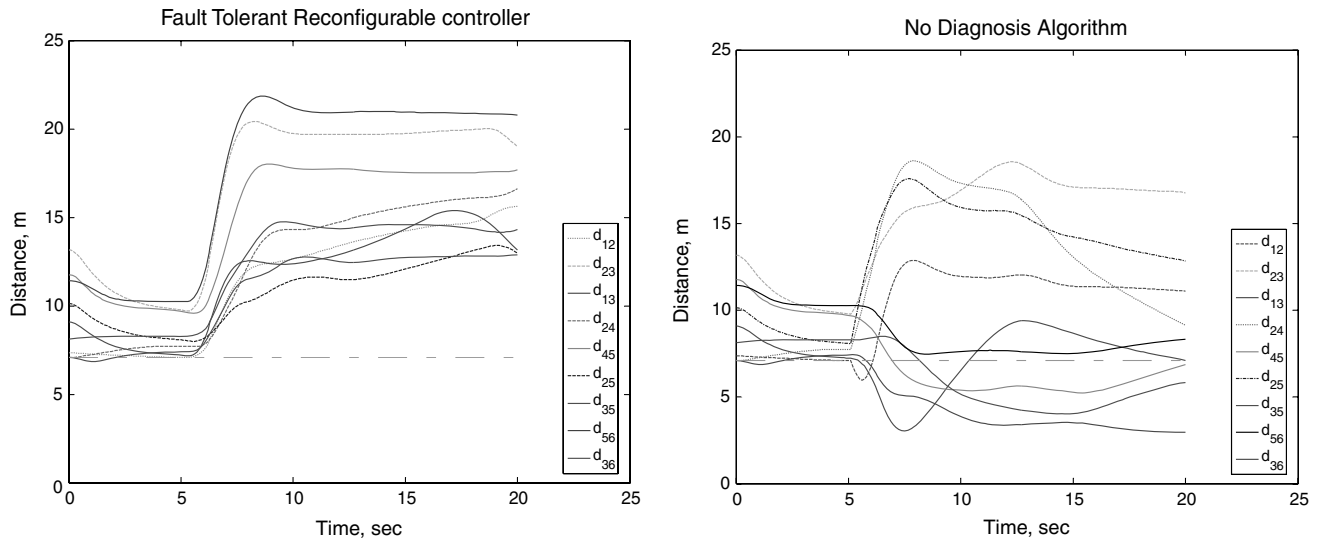 Fault Tolerant Reconfigurable controller
25
20
15
10
5
0
0 5 10 15 20 25
Distance, m
Time, sec
d12
d23
d13
d24
d45
d25
d35
d56
d36
No Diagnosis Algorithm
25
20
15
10
5
0
0 5 10 15 20 25
Distance, m
Time, sec
d12
d23
d13
d24
d45
d25
d35
d56
d36